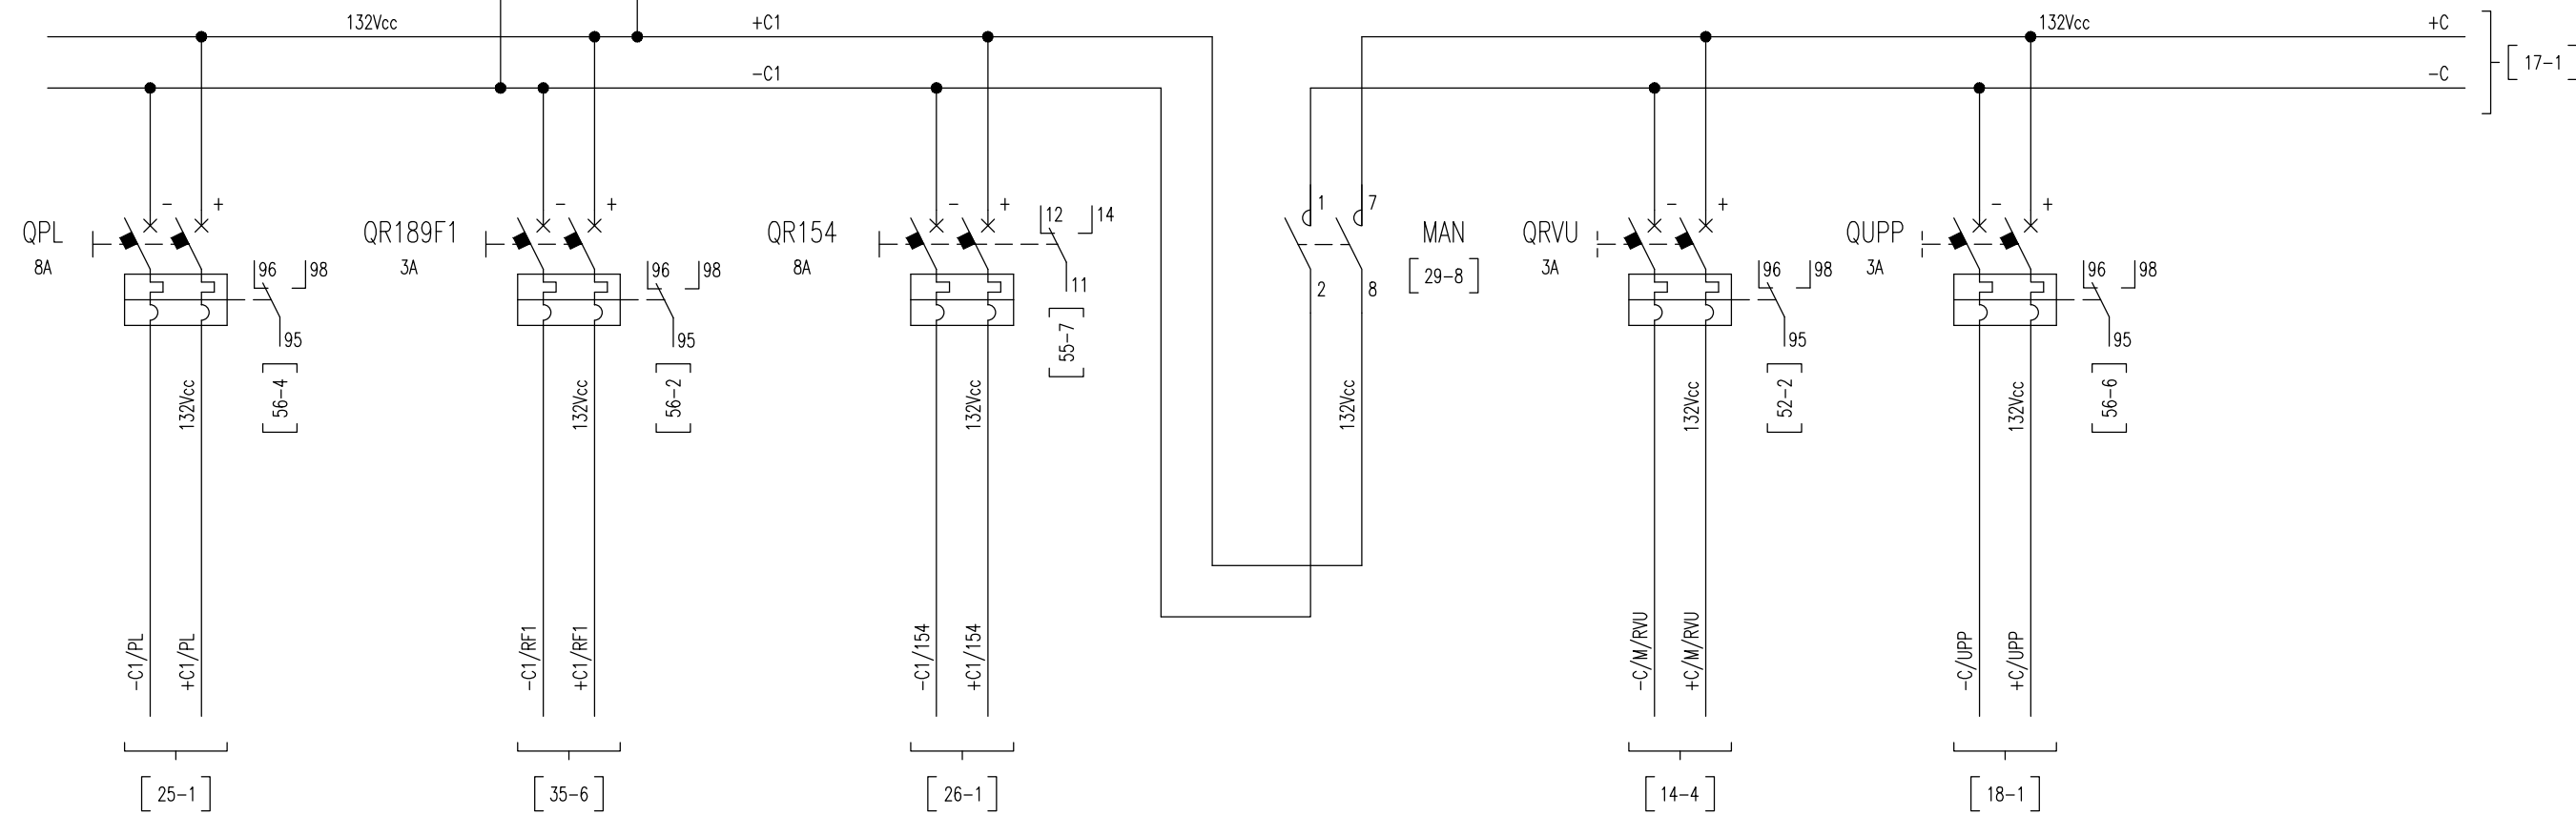 132Vcc +C1 132Vcc +C
-C1 -C
[17-1]
QPL
8A
- +
96 98
95
[56-4]
132Vcc
-C1/PL
+C1/PL
[25-1]
QR189F1
3A
- +
96 98
95
[56-2]
132Vcc
-C1/RF1
+C1/RF1
[35-6]
QR154
8A
- +
12 14
11
[55-7]
132Vcc
-C1/154
+C1/154
[26-1]
1 7
2 8
MAN
[29-8]
132Vcc
QRVU
3A
- +
96 98
95
[52-2]
132Vcc
-C/M/RVU
+C/M/RVU
[14-4]
QUPP
3A
- +
96 98
95
[56-6]
132Vcc
-C/UPP
+C/UPP
[18-1]